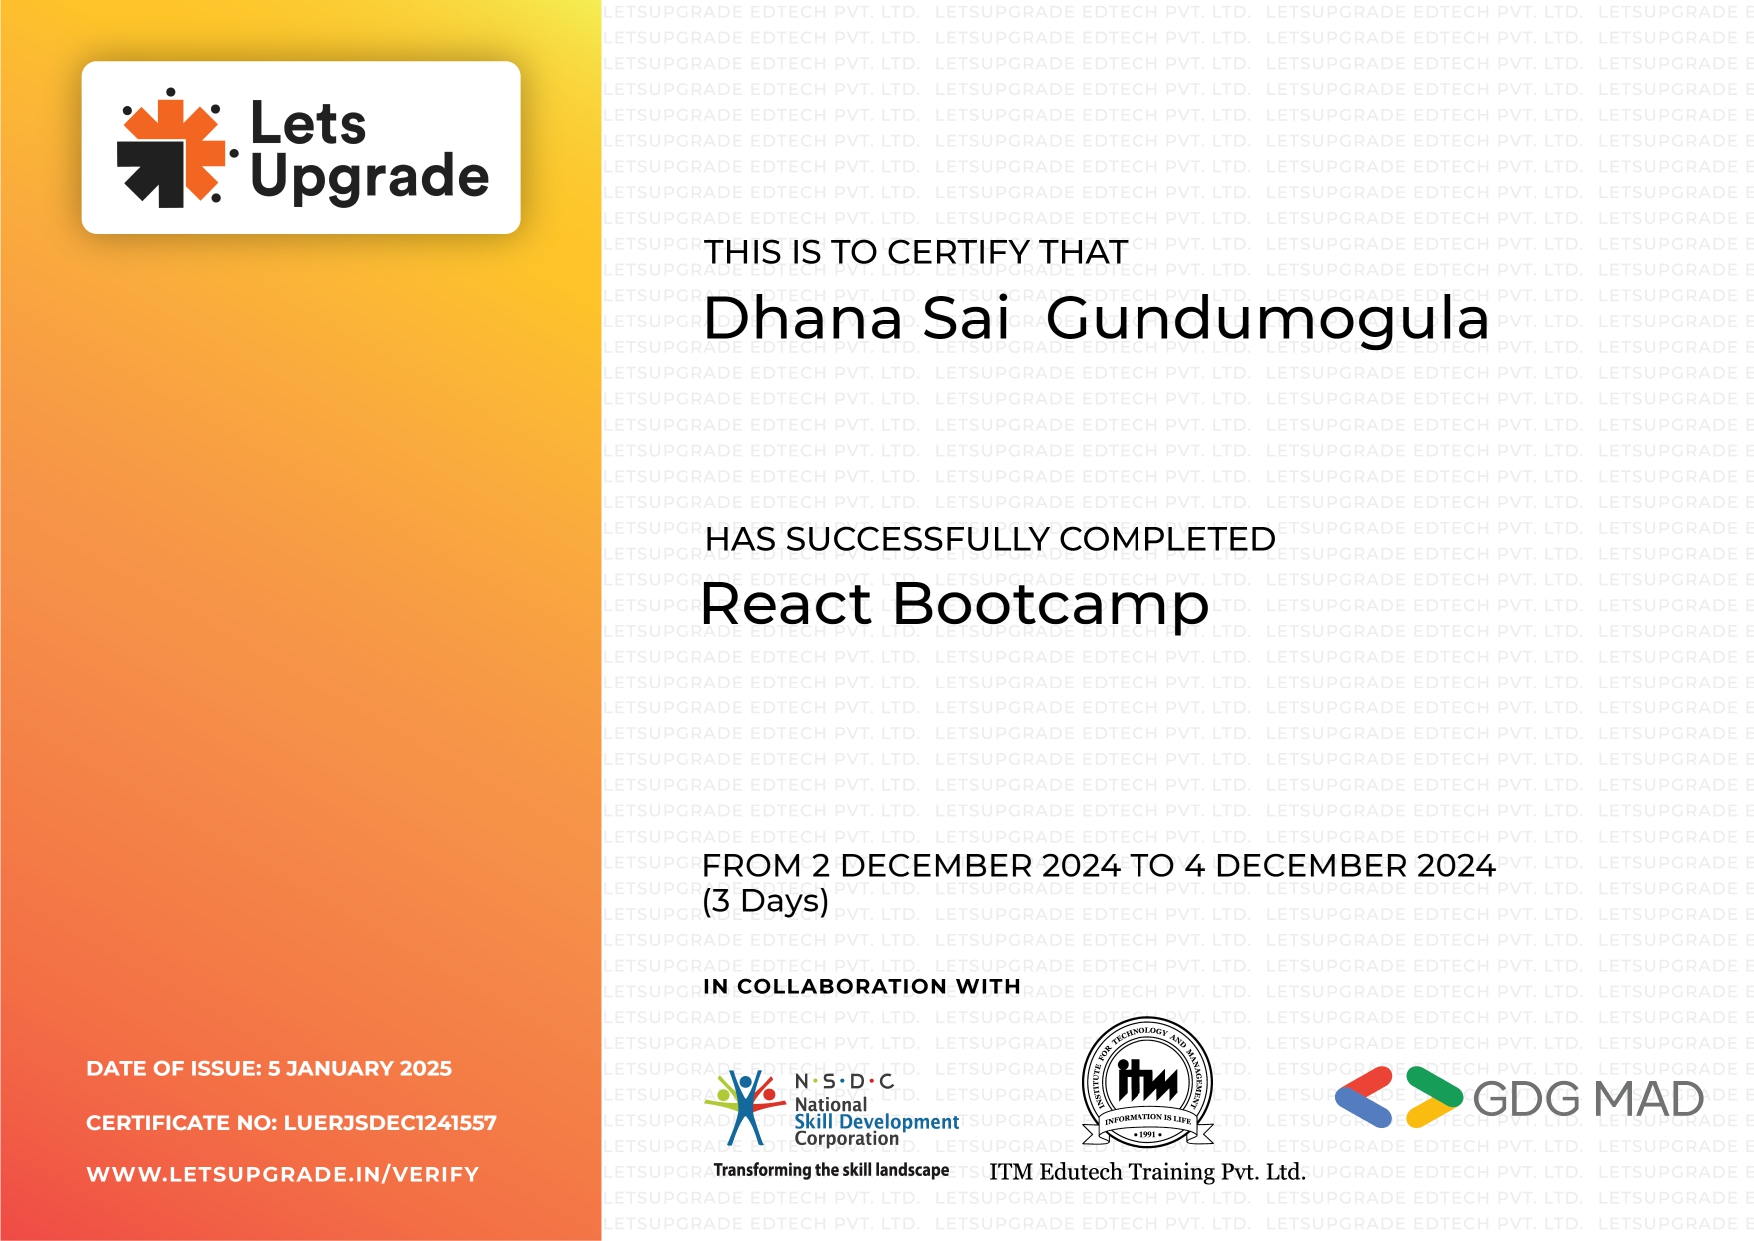 Lets
Upgrade
THIS IS TO CERTIFY THAT
Dhana Sai  Gundumogula
HAS SUCCESSFULLY COMPLETED
React Bootcamp
FROM 2 DECEMBER 2024 TO 4 DECEMBER 2024
(3 Days)
IN COLLABORATION WITH
N·S·D·C
National
Skill Development
Corporation
Transforming the skill landscape
INSTITUTE FOR TECHNOLOGY AND MANAGEMENT
itm
INFORMATION IS LIFE
• 1991 •
ITM Edutech Training Pvt. Ltd.
GDG MAD
DATE OF ISSUE: 5 JANUARY 2025
CERTIFICATE NO: LUERJSDEC1241557
WWW.LETSUPGRADE.IN/VERIFY
LETSUPGRADE EDTECH PVT. LTD.